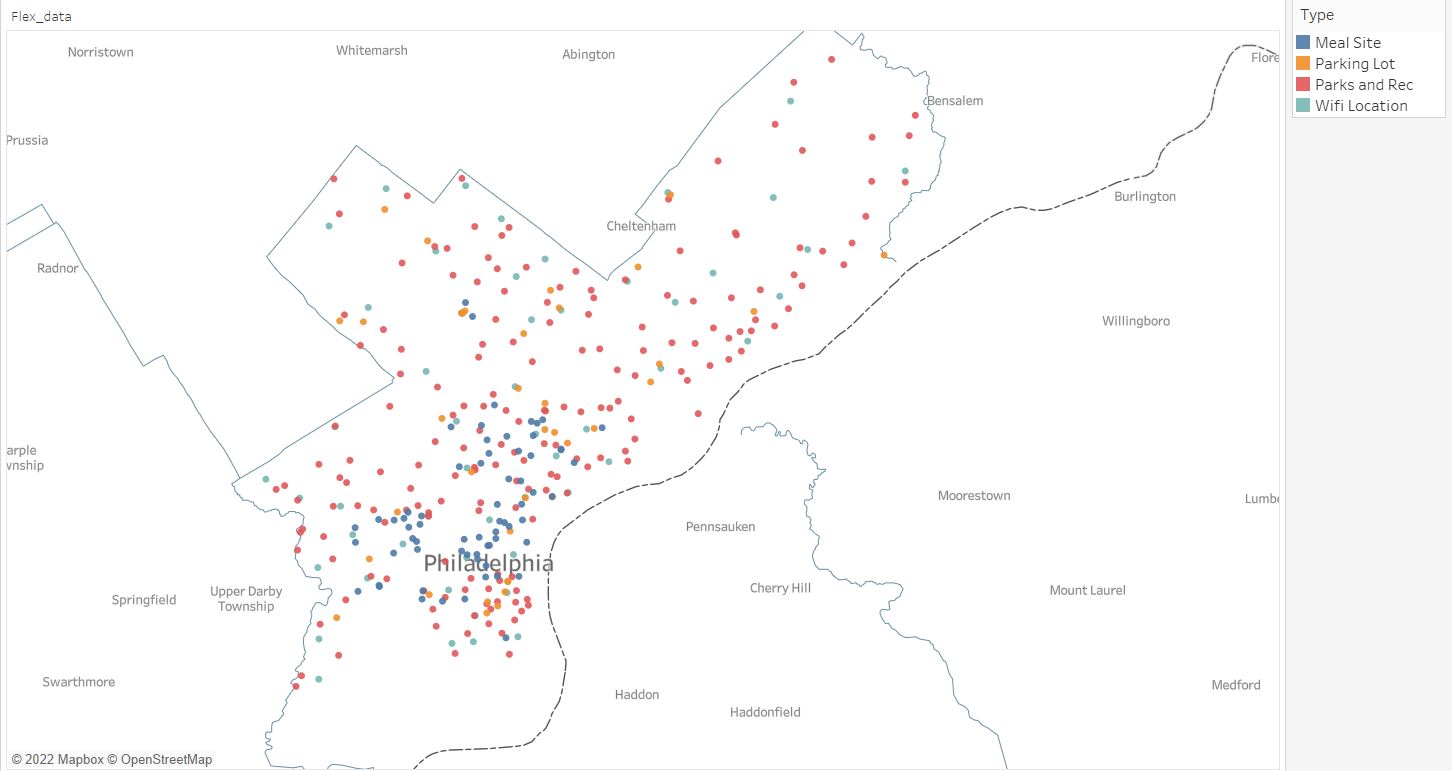 Flex_data
Type
Meal Site
Parking Lot
Parks and Rec
Wifi Location
Norristown
Whitemarsh
Abington
Flore
Bensalem
Prussia
Burlington
Cheltenham
Radnor
Willingboro
arple
wnship
Moorestown
Lumb
Pennsauken
Philadelphia
Cherry Hill
Mount Laurel
Springfield
Upper Darby
Township
Swarthmore
Haddon
Medford
Haddonfield
© 2022 Mapbox © OpenStreetMap